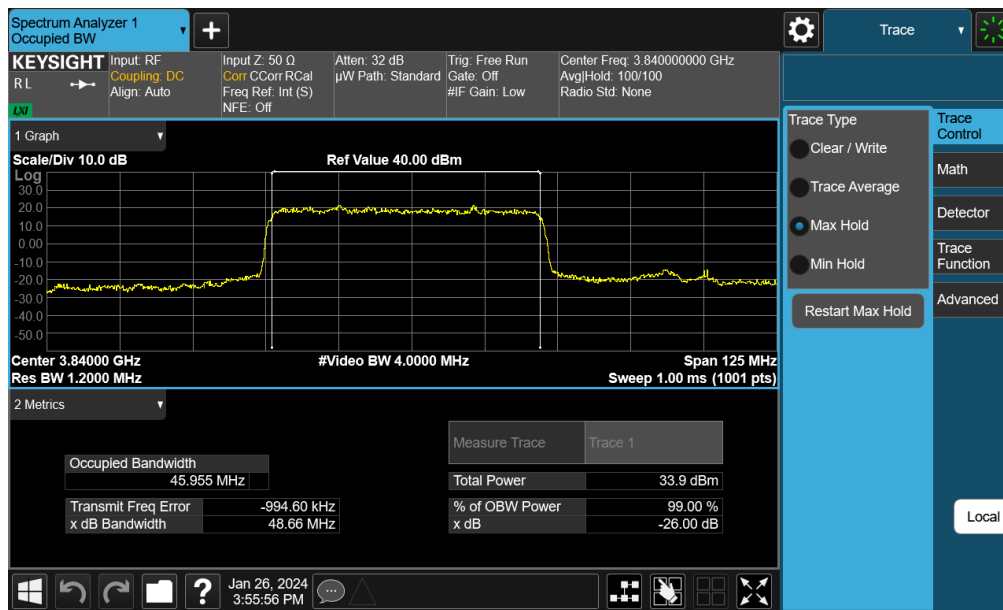 Spectrum Analyzer 1
Occupied BW
Trace
KEYSIGHT
RL
LXI
Input: RF
Coupling: DC
Align: Auto
Input Z: 50 Ω
Corr CCorr RCal
Freq Ref: Int (S)
NFE: Off
Atten: 32 dB
µW Path: Standard
Trig: Free Run
Gate: Off
#IF Gain: Low
Center Freq: 3.840000000 GHz
Avg|Hold: 100/100
Radio Std: None
1 Graph
Scale/Div 10.0 dB
Ref Value 40.00 dBm
Log
30.0
20.0
10.0
0.00
-10.0
-20.0
-30.0
-40.0
-50.0
Center 3.84000 GHz
#Video BW 4.0000 MHz
Span 125 MHz
Res BW 1.2000 MHz
Sweep 1.00 ms (1001 pts)
2 Metrics
Measure Trace
Trace 1
Occupied Bandwidth
45.955 MHz
Total Power
33.9 dBm
Transmit Freq Error
-994.60 kHz
% of OBW Power
99.00 %
x dB Bandwidth
48.66 MHz
x dB
-26.00 dB
Trace Type
Clear / Write
Trace Average
Max Hold
Min Hold
Restart Max Hold
Trace
Control
Math
Detector
Trace
Function
Advanced
Local
?
Jan 26, 2024
3:55:56 PM